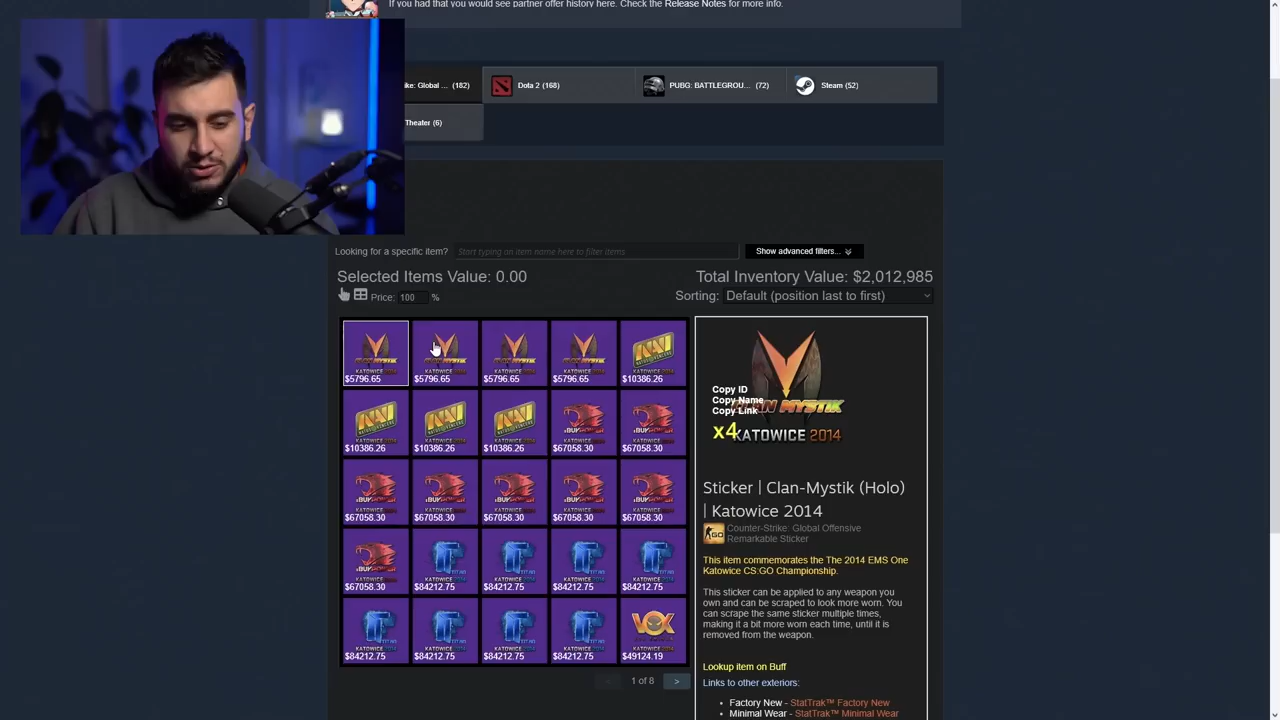 If you had that you would see partner offer history here. Check the Release Notes for more info.
ke: Global ... (182)
Dota 2 (168)
PUBG: BATTLEGROU... (72)
Steam (52)
Theater (6)
Looking for a specific item?
Start typing an item name here to filter items
Show advanced filters...
Selected Items Value: 0.00
Total Inventory Value: $2,012,985
Price: 100 %
Sorting: Default (position last to first)
$5796.65
$5796.65
$5796.65
$5796.65
$10386.26
$10386.26
$10386.26
$10386.26
$67058.30
$67058.30
$67058.30
$67058.30
$67058.30
$67058.30
$67058.30
$67058.30
$84212.75
$84212.75
$84212.75
$84212.75
$84212.75
$84212.75
$84212.75
$84212.75
$49124.19
1 of 8
>
Copy ID
Copy Name
Copy Link
CLAN MYSTIK
x4
KATOWICE 2014
Sticker | Clan-Mystik (Holo)
| Katowice 2014
Counter-Strike: Global Offensive
Remarkable Sticker
This item commemorates the The 2014 EMS One
Katowice CS:GO Championship.
This sticker can be applied to any weapon you
own and can be scraped to look more worn. You
can scrape the same sticker multiple times,
making it a bit more worn each time, until it is
removed from the weapon.
Lookup item on Buff
Links to other exteriors:
Factory New - StatTrak™ Factory New
Minimal Wear - StatTrak™ Minimal Wear